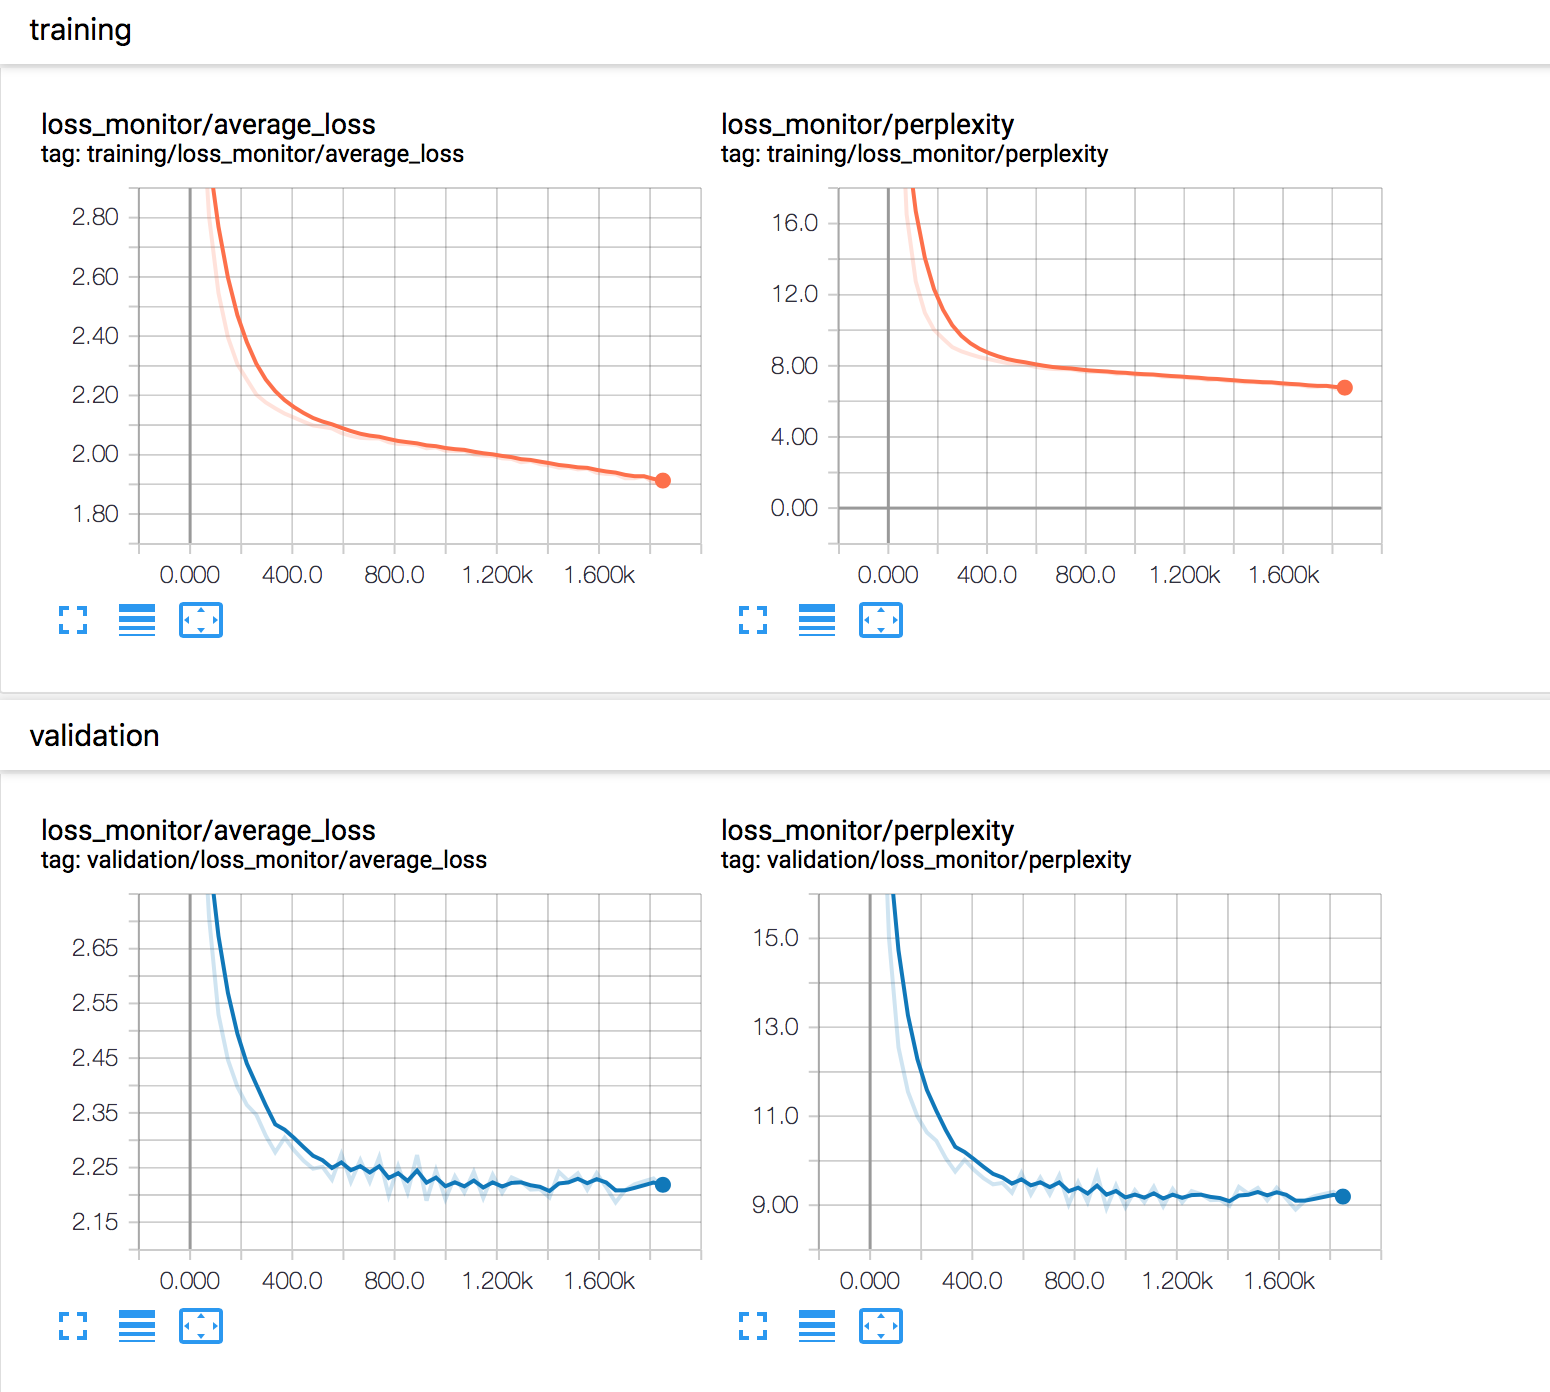 training
loss_monitor/average_loss
tag: training/loss_monitor/average_loss
2.80
2.60
2.40
2.20
2.00
1.80
0.000 400.0 800.0 1.200k 1.600k
loss_monitor/perplexity
tag: training/loss_monitor/perplexity
16.0
12.0
8.00
4.00
0.00
0.000 400.0 800.0 1.200k 1.600k
validation
loss_monitor/average_loss
tag: validation/loss_monitor/average_loss
2.65
2.55
2.45
2.35
2.25
2.15
0.000 400.0 800.0 1.200k 1.600k
loss_monitor/perplexity
tag: validation/loss_monitor/perplexity
15.0
13.0
11.0
9.00
0.000 400.0 800.0 1.200k 1.600k